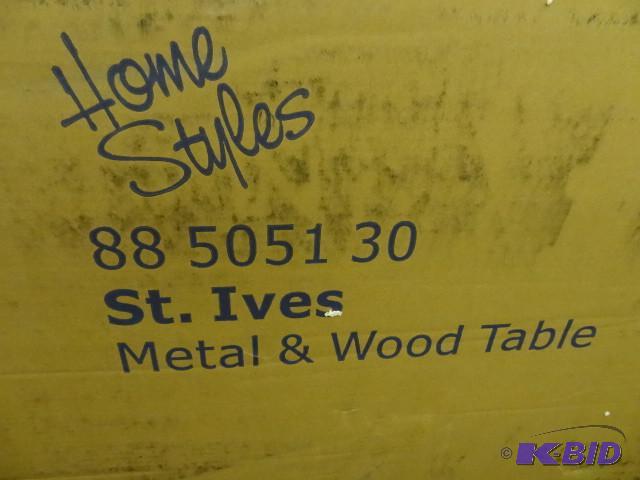 Home
Styles
88 5051 30
St. Ives
Metal & Wood Table
© K-BID